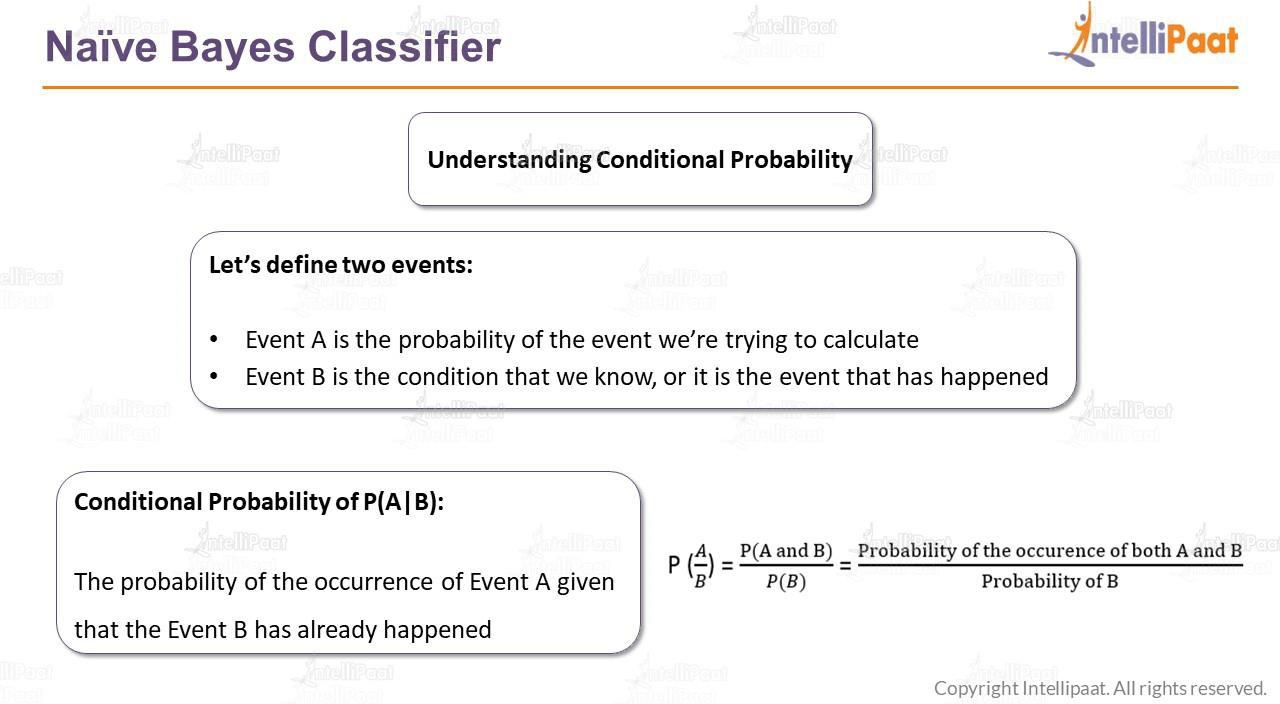 Naïve Bayes Classifier
IntelliPaat
Understanding Conditional Probability
Let’s define two events:
• Event A is the probability of the event we’re trying to calculate
• Event B is the condition that we know, or it is the event that has happened
Conditional Probability of P(A|B):
The probability of the occurrence of Event A given
that the Event B has already happened
P (A/B) = P(A and B)/P(B) = Probability of the occurence of both A and B/Probability of B
Copyright Intellipaat. All rights reserved.